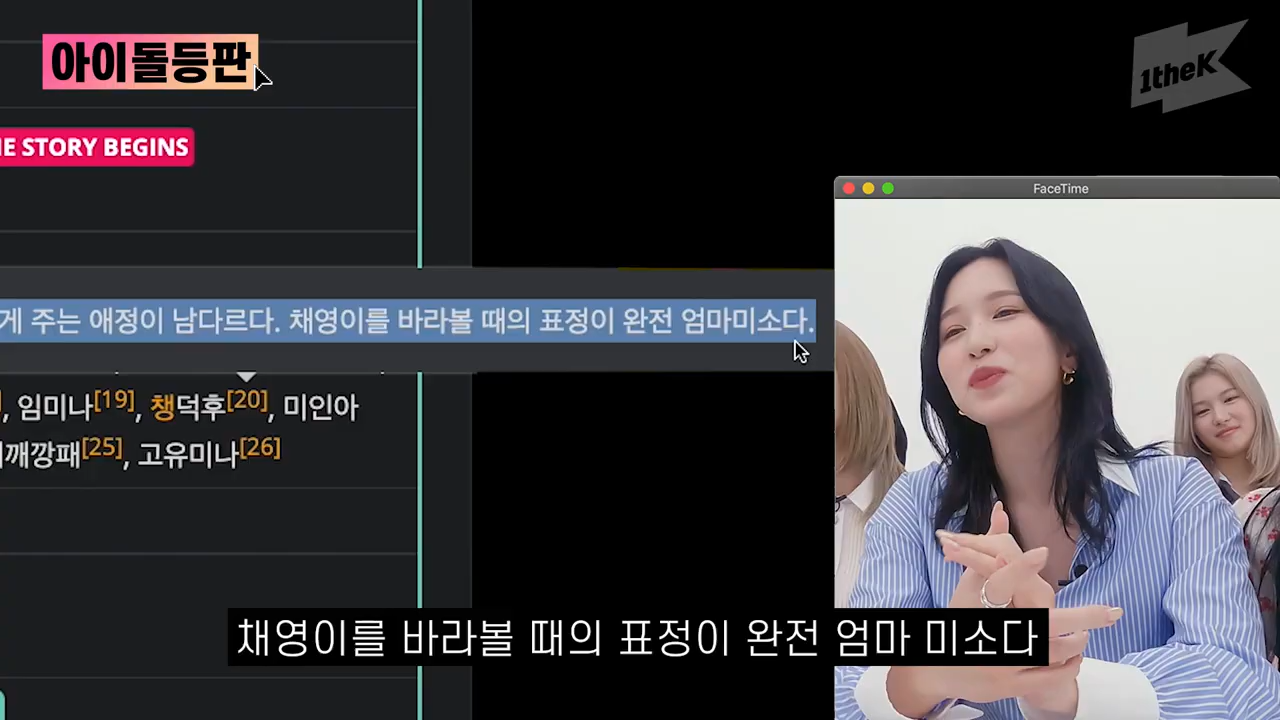 아이돌등판
1theK
E STORY BEGINS
FaceTime
게 주는 애정이 남다르다. 채영이를 바라볼 때의 표정이 완전 엄마미소다.
, 임미나[19], 챙덕후[20], 미인아
깨깡패[25], 고유미나[26]
채영이를 바라볼 때의 표정이 완전 엄마 미소다